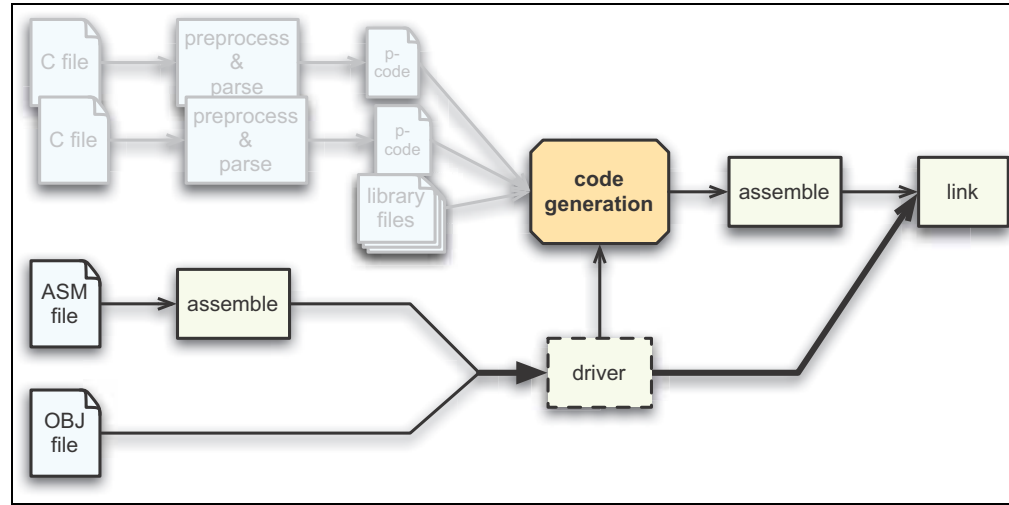 C file
preprocess
&
parse
p-
code
C file
preprocess
&
parse
p-
code
library
files
code
generation
assemble
link
ASM
file
assemble
driver
OBJ
file